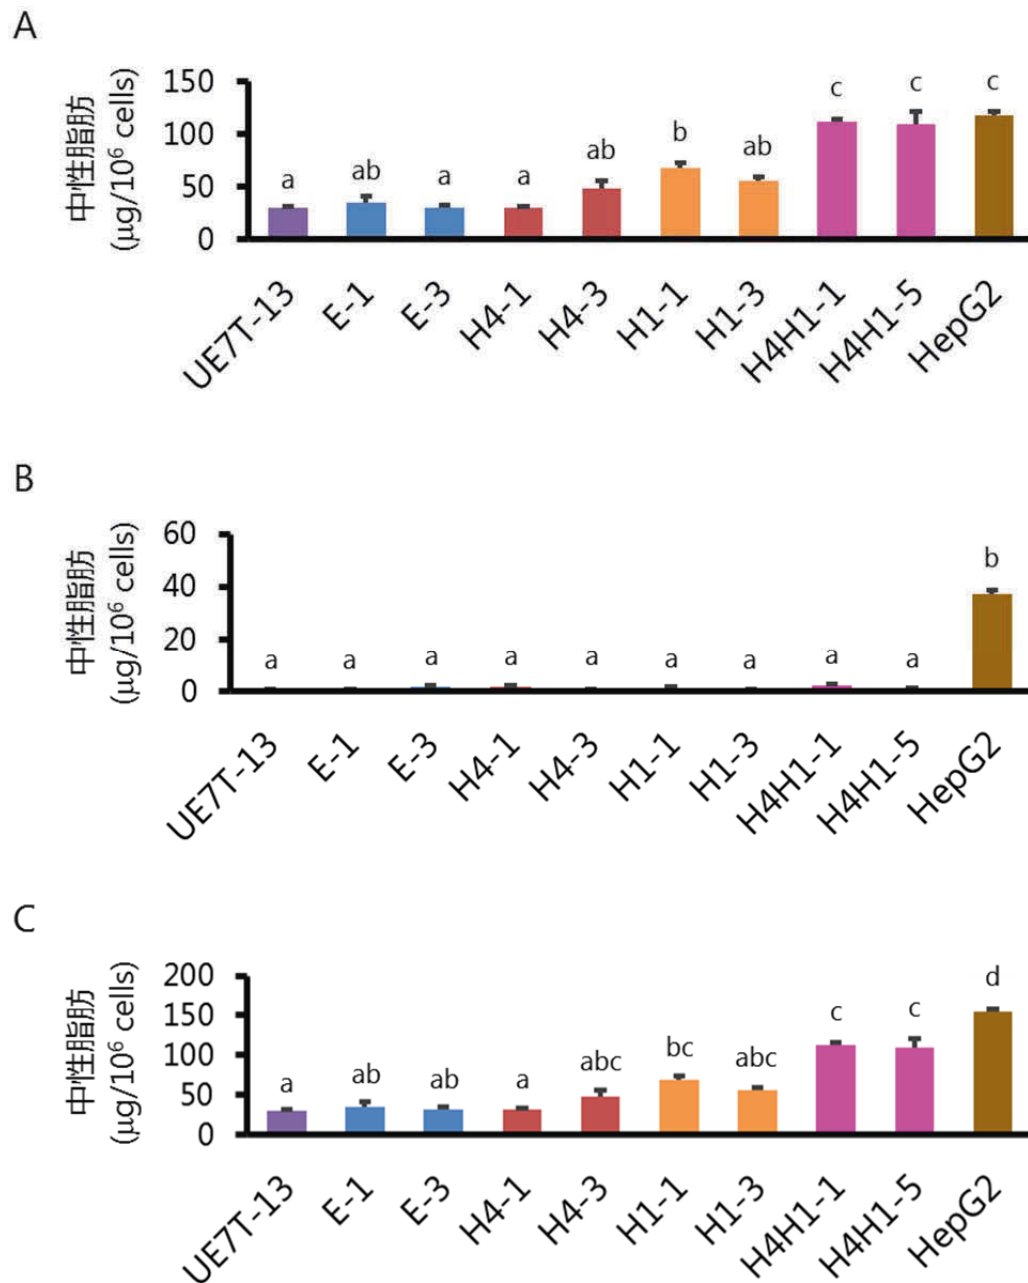 A
中性脂肪
(μg/10⁶ cells)
150
100
50
0
a
ab
a
a
ab
b
ab
c
c
c
UE7T-13
E-1
E-3
H4-1
H4-3
H1-1
H1-3
H4H1-1
H4H1-5
HepG2
B
中性脂肪
(μg/10⁶ cells)
60
40
20
0
a
a
a
a
a
a
a
a
a
b
UE7T-13
E-1
E-3
H4-1
H4-3
H1-1
H1-3
H4H1-1
H4H1-5
HepG2
C
中性脂肪
(μg/10⁶ cells)
200
150
100
50
0
a
ab
ab
a
abc
bc
abc
c
c
d
UE7T-13
E-1
E-3
H4-1
H4-3
H1-1
H1-3
H4H1-1
H4H1-5
HepG2